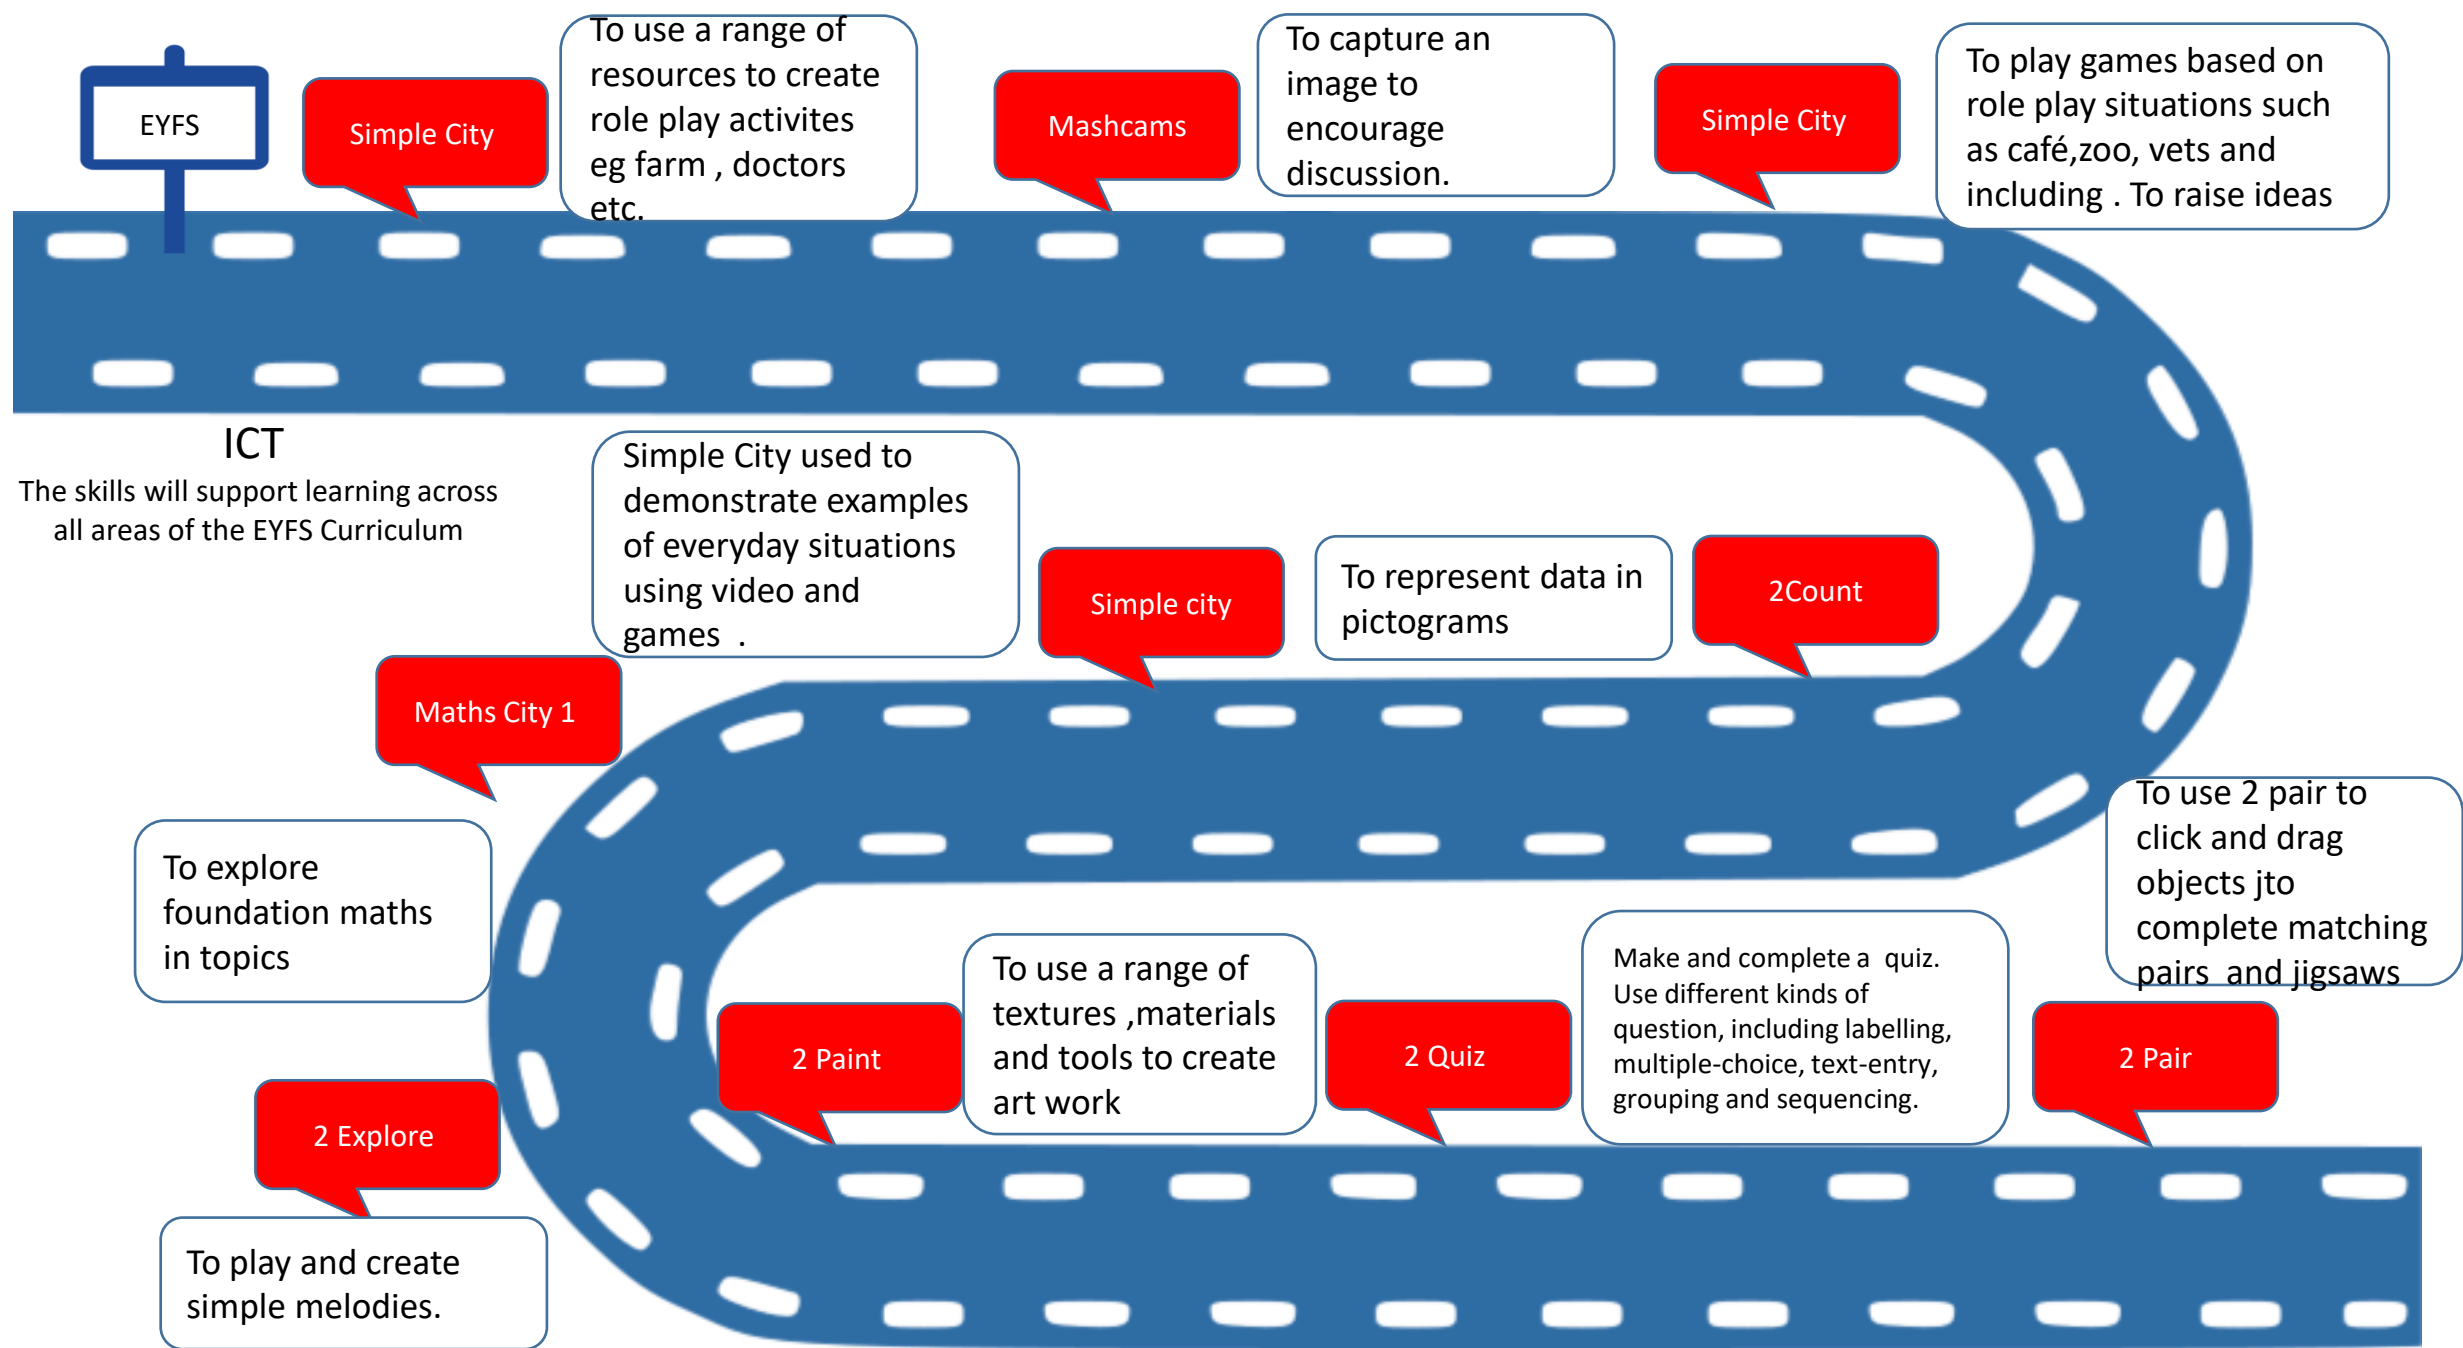 EYFS
Simple City
To use a range of
resources to create
role play activites
eg farm , doctors
etc.
Mashcams
To capture an
image to
encourage
discussion.
Simple City
To play games based on
role play situations such
as café,zoo, vets and
including . To raise ideas
ICT
The skills will support learning across
all areas of the EYFS Curriculum
2Count
To represent data in
pictograms
Simple city
Simple City used to
demonstrate examples
of everyday situations
using video and
games .
Maths City 1
To explore
foundation maths
in topics
2 Explore
To play and create
simple melodies.
2 Paint
To use a range of
textures ,materials
and tools to create
art work
2 Quiz
Make and complete a quiz.
Use different kinds of
question, including labelling,
multiple-choice, text-entry,
grouping and sequencing.
2 Pair
To use 2 pair to
click and drag
objects jto
complete matching
pairs and jigsaws